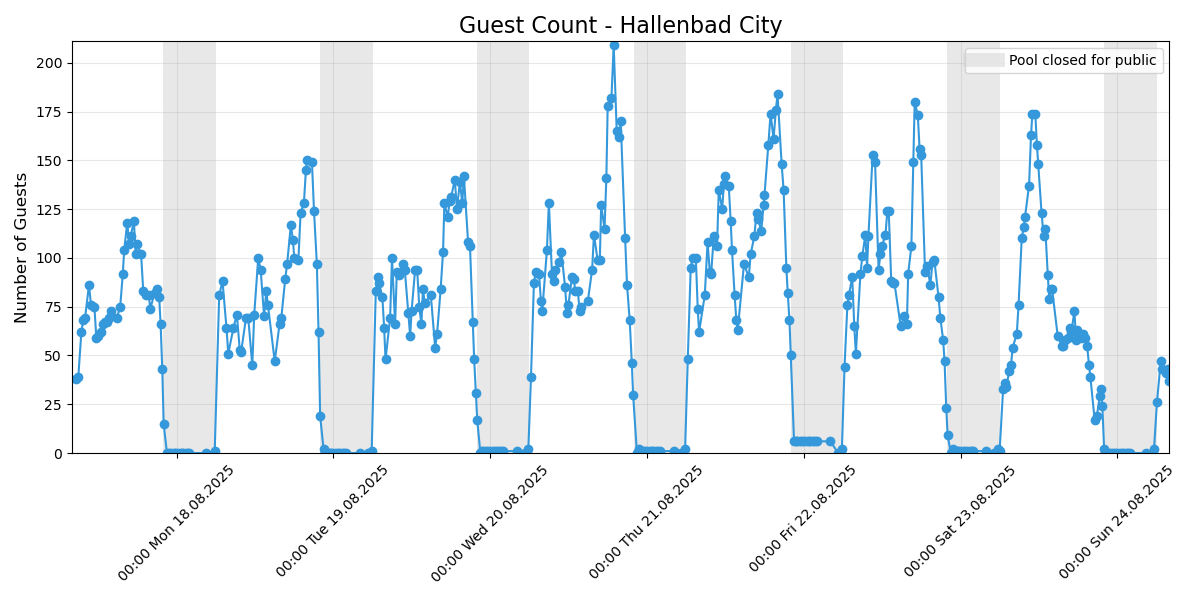 Guest Count - Hallenbad City
Pool closed for public
Number of Guests
200
175
150
125
100
75
50
25
0
00:00 Mon 18.08.2025
00:00 Tue 19.08.2025
00:00 Wed 20.08.2025
00:00 Thu 21.08.2025
00:00 Fri 22.08.2025
00:00 Sat 23.08.2025
00:00 Sun 24.08.2025